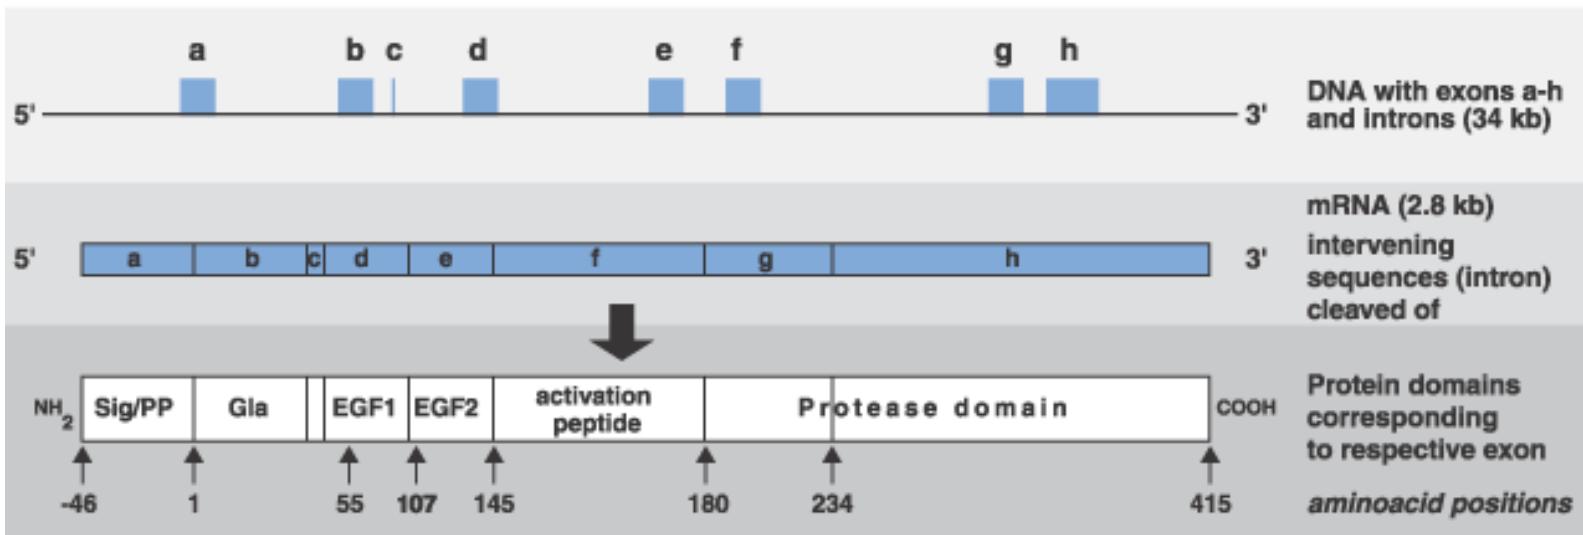 a b c d e f g h
5' 3'
DNA with exons a-h
and introns (34 kb)
mRNA (2.8 kb)
5' a b c d e f g h 3'
intervening
sequences (intron)
cleaved of
NH2 Sig/PP Gla EGF1 EGF2 activation
peptide Protease domain COOH
Protein domains
corresponding
to respective exon
-46 1 55 107 145 180 234 415 aminoacid positions